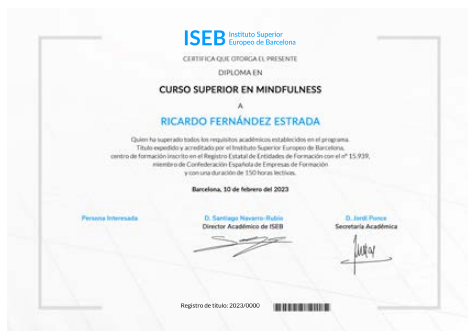 ISEB Instituto Superior
Europeo de Barcelona
CERTIFICA QUE OTORGA EL PRESENTE
DIPLOMA EN
CURSO SUPERIOR EN MINDFULNESS
A
RICARDO FERNÁNDEZ ESTRADA
Quien ha superado todos los requisitos académicos establecidos en el programa.
Título expedido y acreditado por el Instituto Superior Europeo de Barcelona,
centro de formación inscrito en el Registro Estatal de Entidades de Formación con el nº 15.939,
miembro de Confederación Española de Empresas de Formación
y con una duración de 150 horas lectivas.
Barcelona, 10 de febrero del 2023
Persona Interesada
D. Santiago Navarro-Rubio
Director Académico de ISEB
D. Jordi Ponce
Secretaría Académica
Registro de título: 2023/0000